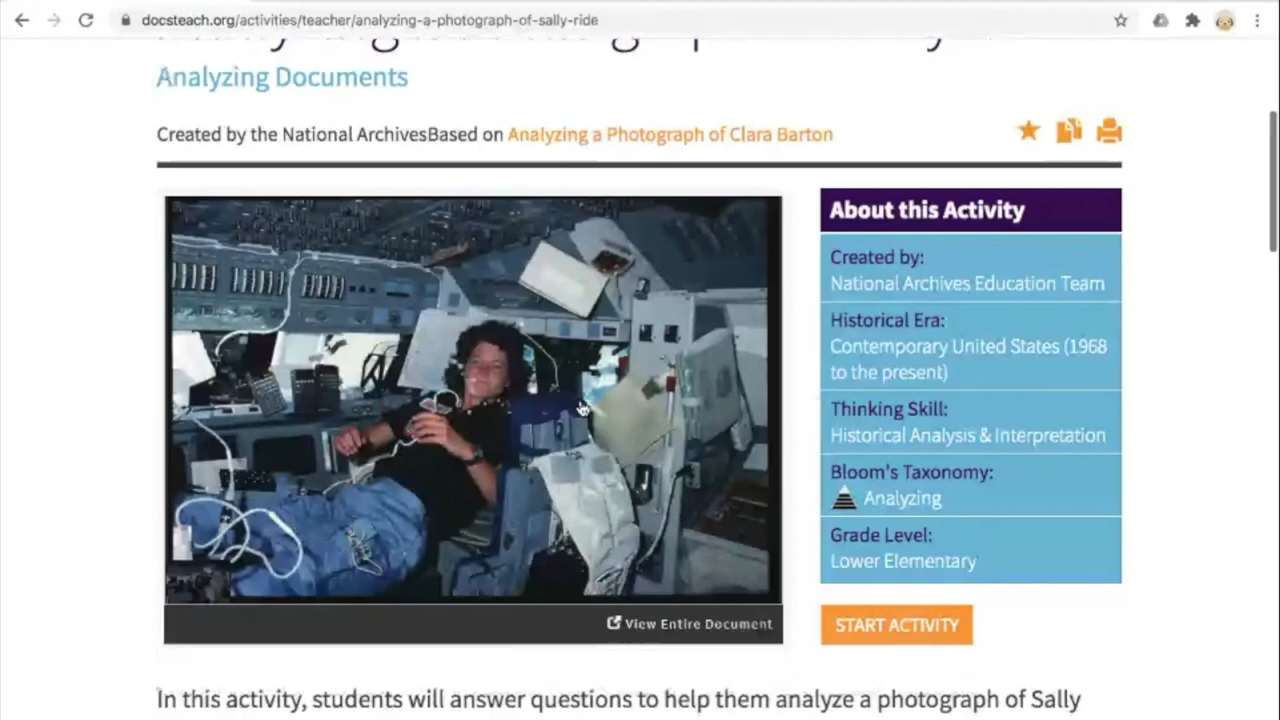 docsteach.org/activities/teacher/analyzing-a-photograph-of-sally-ride
Analyzing Documents
Created by the National ArchivesBased on Analyzing a Photograph of Clara Barton
About this Activity
Created by:
National Archives Education Team
Historical Era:
Contemporary United States (1968
to the present)
Thinking Skill:
Historical Analysis & Interpretation
Bloom's Taxonomy:
Analyzing
Grade Level:
Lower Elementary
View Entire Document
START ACTIVITY
In this activity, students will answer questions to help them analyze a photograph of Sally